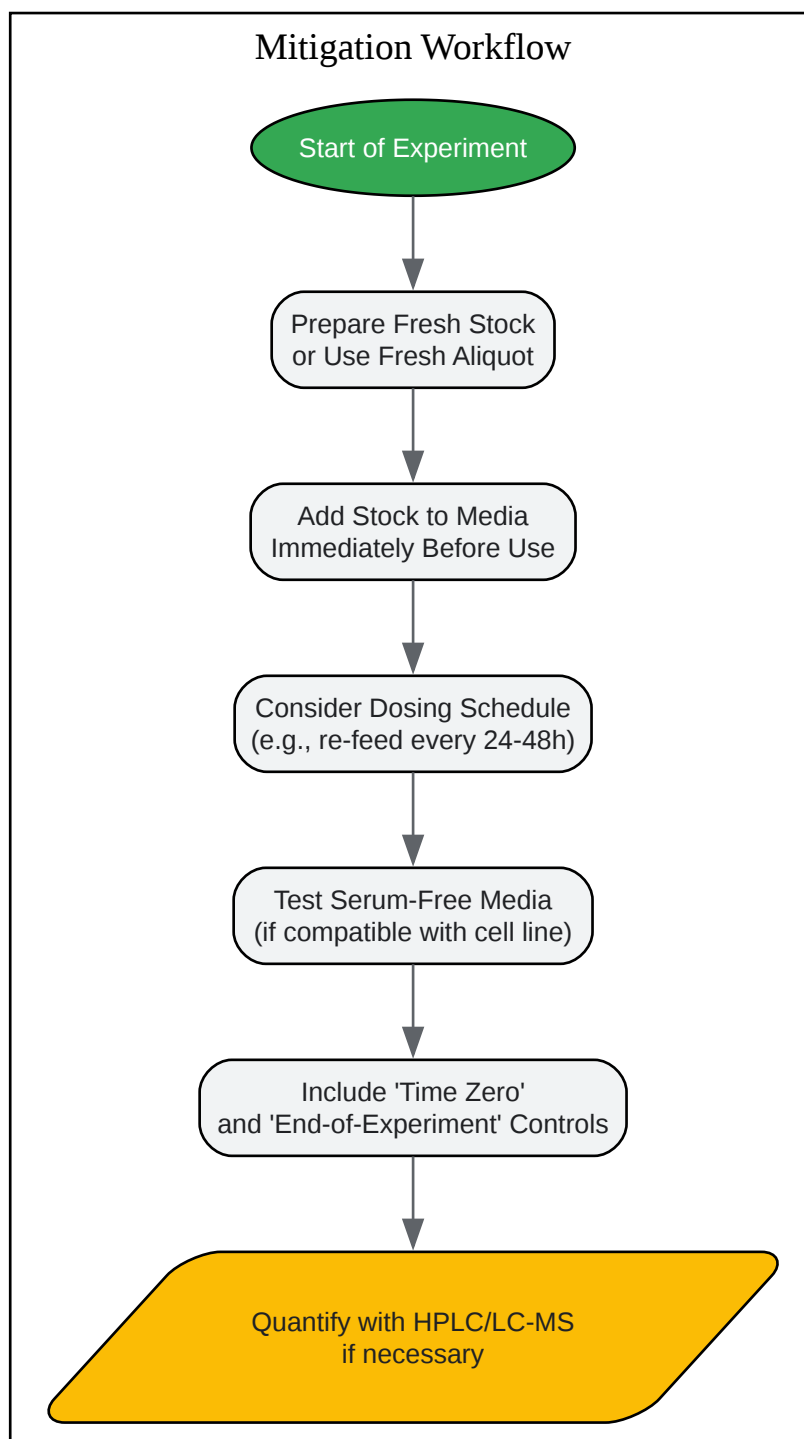 Mitigation Workflow
Start of Experiment
Prepare Fresh Stock
or Use Fresh Aliquot
Add Stock to Media
Immediately Before Use
Consider Dosing Schedule
(e.g., re-feed every 24-48h)
Test Serum-Free Media
(if compatible with cell line)
Include 'Time Zero'
and 'End-of-Experiment' Controls
Quantify with HPLC/LC-MS
if necessary